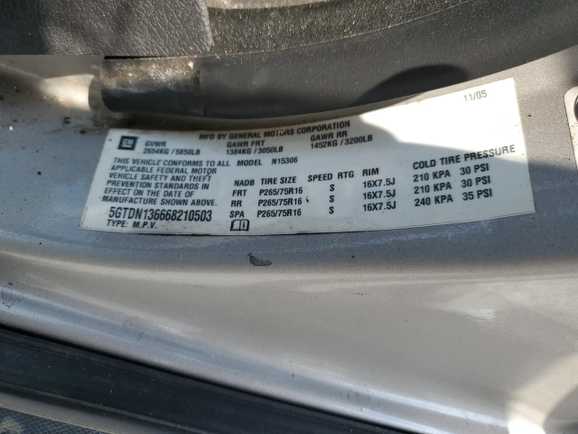 11/05
GM
MFD BY GENERAL MOTORS CORPORATION
GVWR GAWR FRT GAWR RR
2654KG / 5850LB 1384KG / 3050LB 1452KG / 3200LB
THIS VEHICLE CONFORMS TO ALL MODEL N15306
APPLICABLE FEDERAL MOTOR
VEHICLE SAFETY AND THEFT
PREVENTION STANDARDS IN
EFFECT ON THE DATE OF
MANUFACTURE SHOWN ABOVE.
5GTDN136668210503
TYPE: M.P.V.
NADB TIRE SIZE SPEED RTG RIM COLD TIRE PRESSURE
FRT P265/75R16 S 16X7.5J 210 KPA 30 PSI
RR P265/75R16 S 16X7.5J 210 KPA 30 PSI
SPA P265/75R16 S 16X7.5J 240 KPA 35 PSI